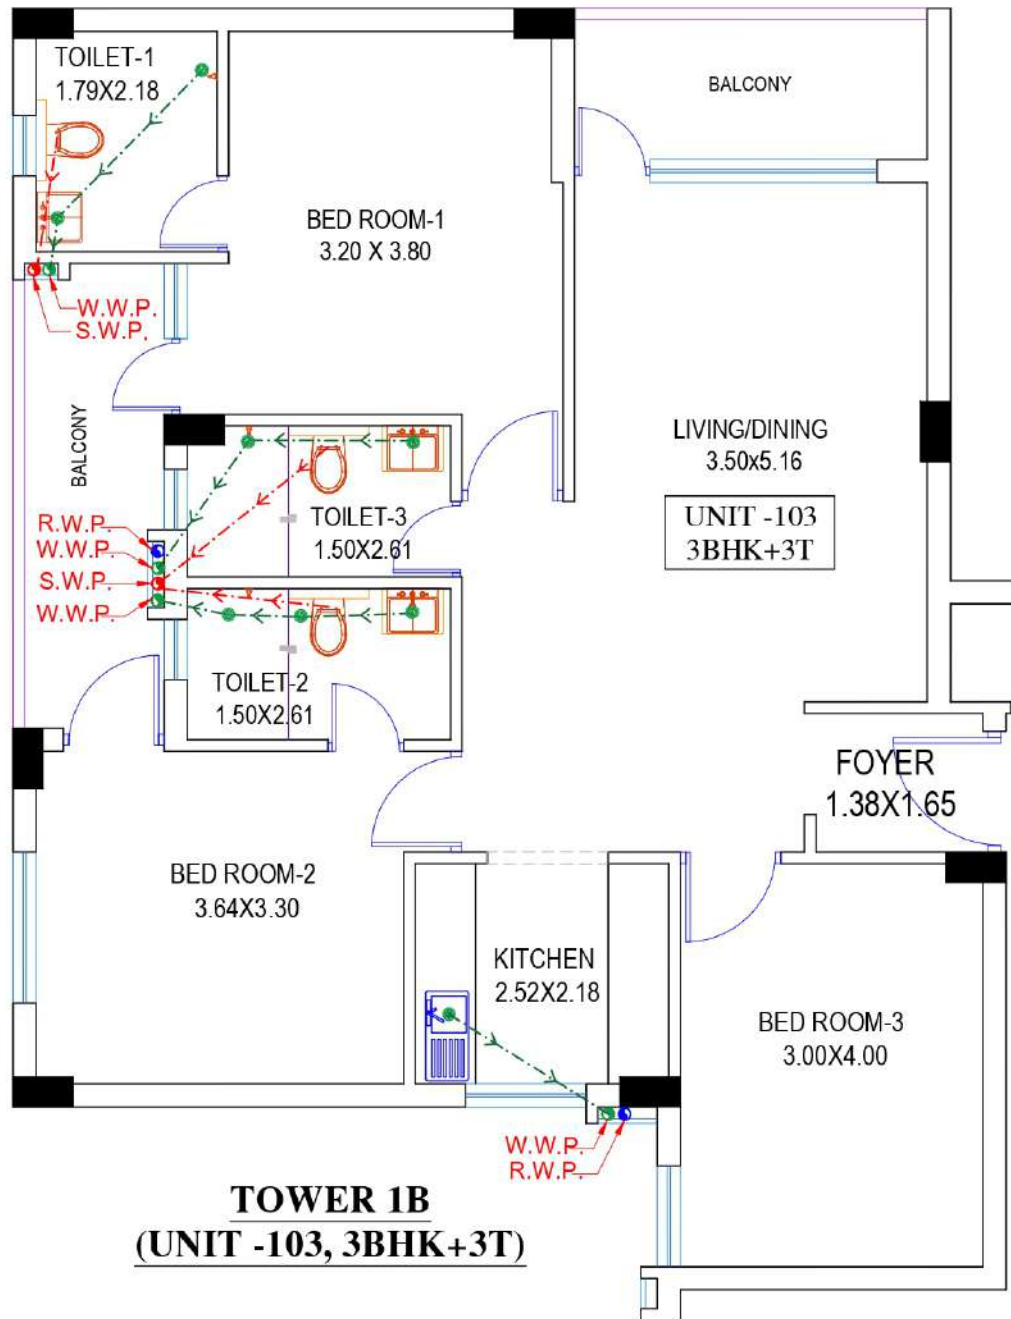 TOILET-1
1.79X2.18
BALCONY
BED ROOM-1
3.20 X 3.80
W.W.P.
S.W.P.
BALCONY
LIVING/DINING
3.50x5.16
UNIT -103
3BHK+3T
R.W.P
W.W.P.
S.W.P.
W.W.P.
TOILET-3
1.50X2.61
TOILET-2
1.50X2.61
FOYER
1.38X1.65
BED ROOM-2
3.64X3.30
KITCHEN
2.52X2.18
BED ROOM-3
3.00X4.00
W.W.P.
R.W.P.
TOWER 1B
(UNIT -103, 3BHK+3T)